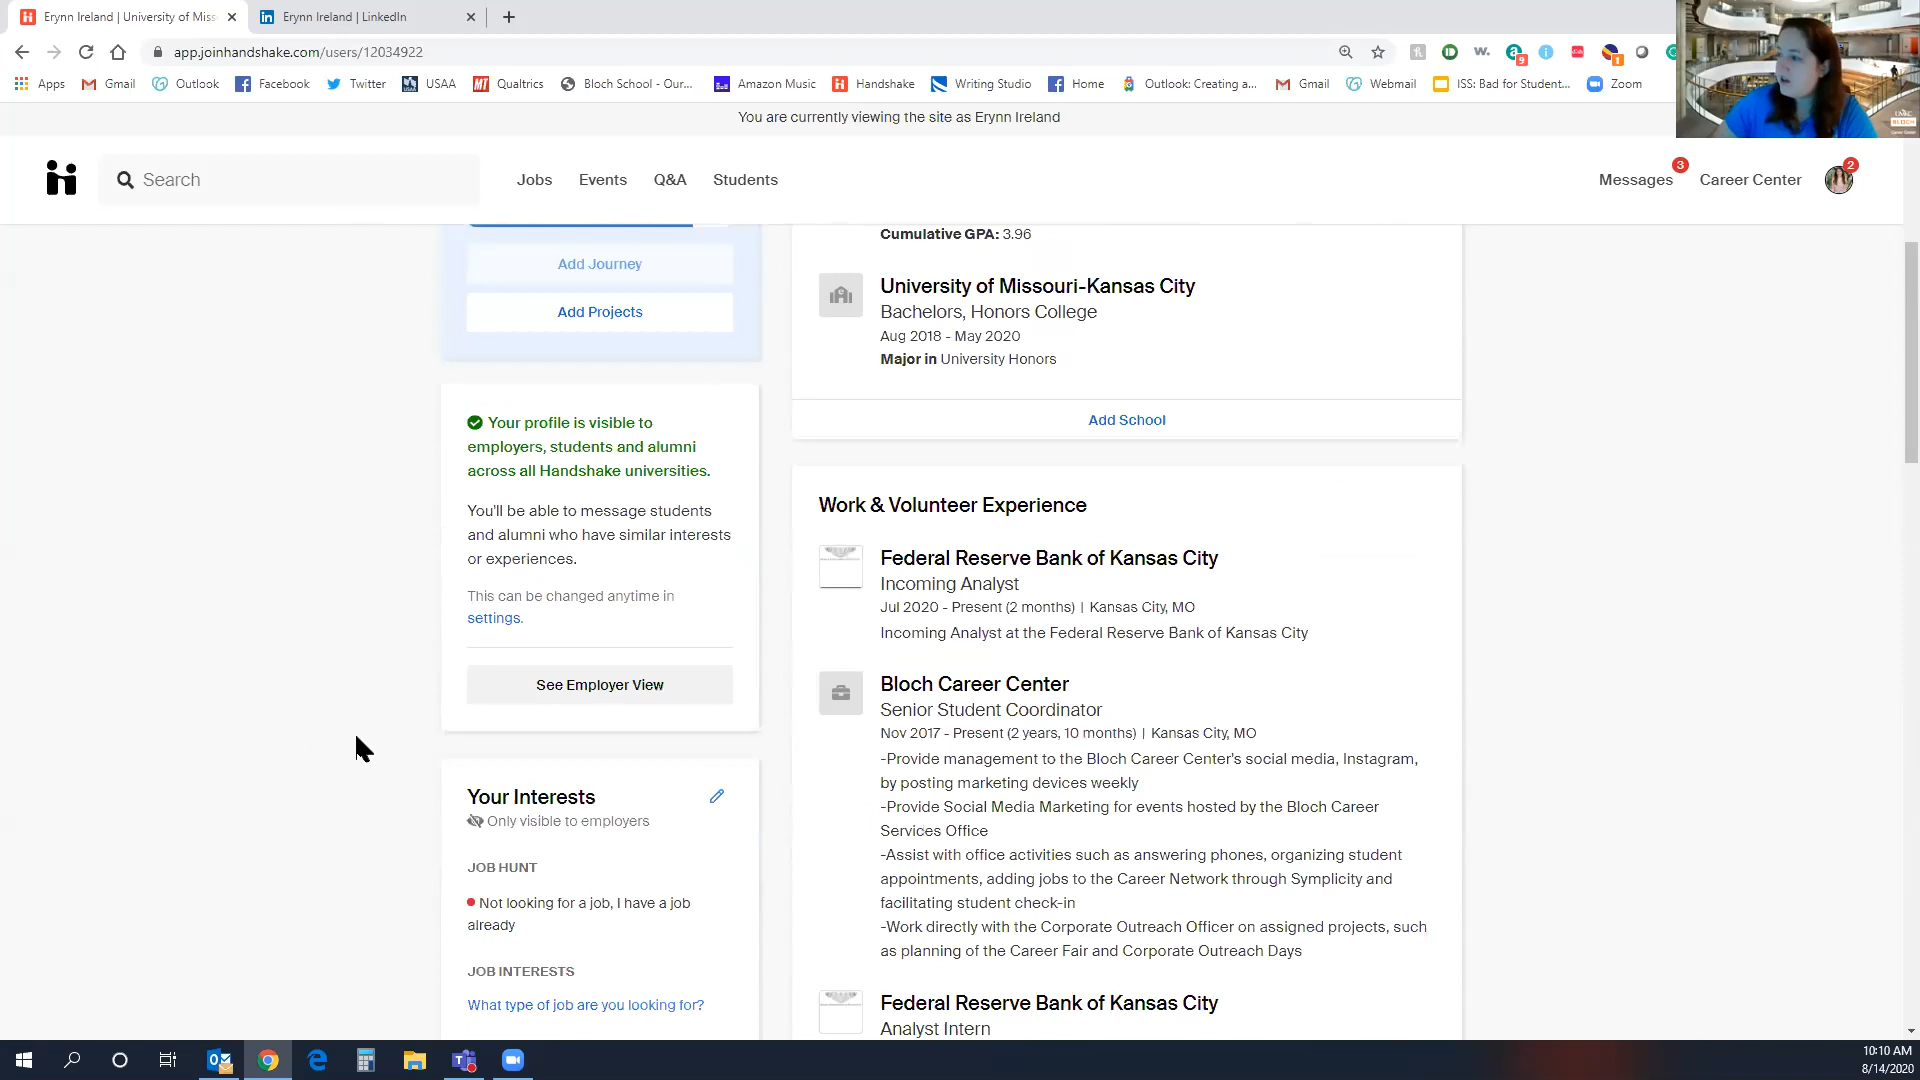 Erynn Ireland | University of Miss
Erynn Ireland | LinkedIn
app.joinhandshake.com/users/12034922
Apps
Gmail
Outlook
Facebook
Twitter
USAA
Qualtrics
Bloch School - Our...
Amazon Music
Handshake
Writing Studio
Home
Outlook: Creating a...
Gmail
Webmail
ISS: Bad for Student...
Zoom
You are currently viewing the site as Erynn Ireland
Search
Jobs
Events
Q&A
Students
Messages
3
Career Center
2
Add Journey
Add Projects
Your profile is visible to
employers, students and alumni
across all Handshake universities.
You'll be able to message students
and alumni who have similar interests
or experiences.
This can be changed anytime in
settings.
See Employer View
Your Interests
Only visible to employers
JOB HUNT
Not looking for a job, I have a job
already
JOB INTERESTS
What type of job are you looking for?
Cumulative GPA: 3.96
University of Missouri-Kansas City
Bachelors, Honors College
Aug 2018 - May 2020
Major in University Honors
Add School
Work & Volunteer Experience
Federal Reserve Bank of Kansas City
Incoming Analyst
Jul 2020 - Present (2 months) | Kansas City, MO
Incoming Analyst at the Federal Reserve Bank of Kansas City
Bloch Career Center
Senior Student Coordinator
Nov 2017 - Present (2 years, 10 months) | Kansas City, MO
-Provide management to the Bloch Career Center's social media, Instagram,
by posting marketing devices weekly
-Provide Social Media Marketing for events hosted by the Bloch Career
Services Office
-Assist with office activities such as answering phones, organizing student
appointments, adding jobs to the Career Network through Symplicity and
facilitating student check-in
-Work directly with the Corporate Outreach Officer on assigned projects, such
as planning of the Career Fair and Corporate Outreach Days
Federal Reserve Bank of Kansas City
Analyst Intern
10:10 AM
8/14/2020